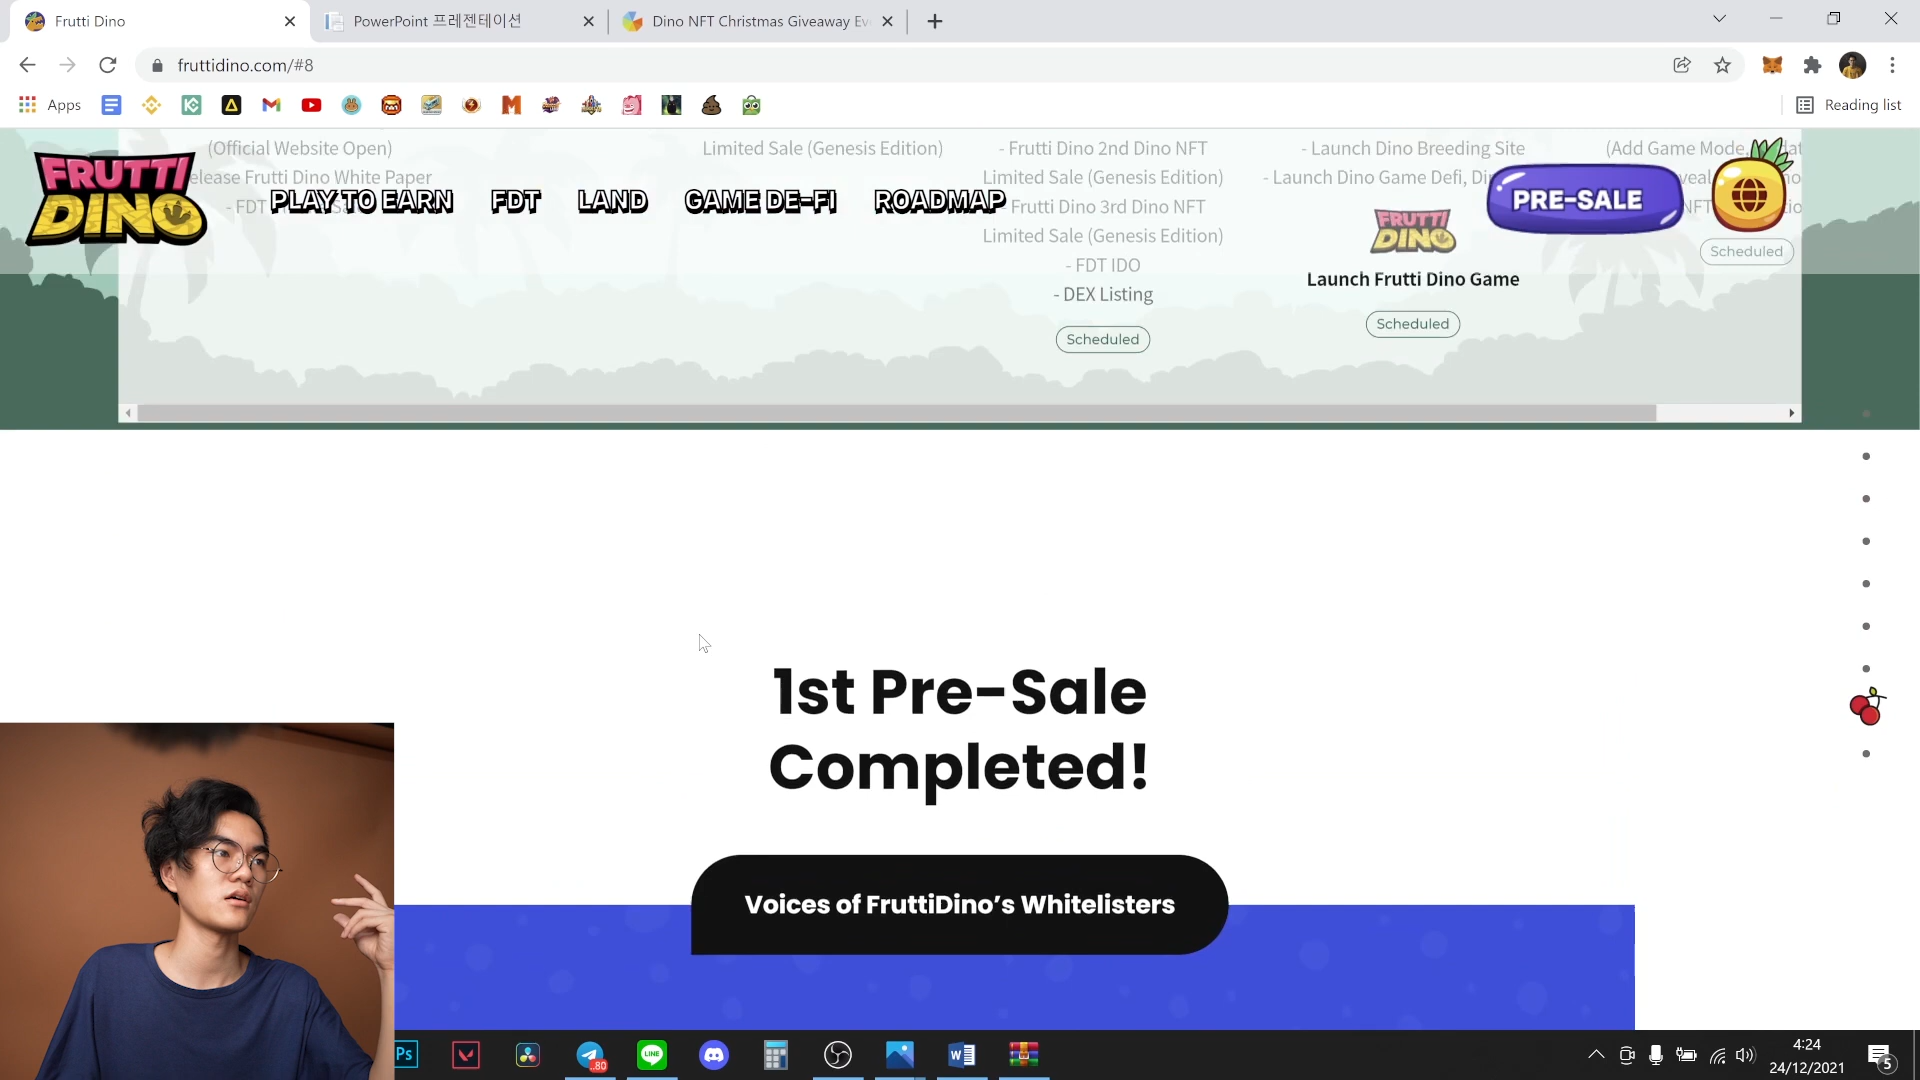 Frutti Dino
PowerPoint 프레젠테이션
Dino NFT Christmas Giveaway Ev
fruttidino.com/#8
Apps
Reading list
(Official Website Open)
Limited Sale (Genesis Edition)
- Frutti Dino 2nd Dino NFT
- Launch Dino Breeding Site
(Add Game Mode,
elease Frutti Dino White Paper
Limited Sale (Genesis Edition)
- Launch Dino Game Defi,
- FDT
FRUTTI
DINO
PLAY TO EARN
FDT
LAND
GAME DE-FI
ROADMAP
PRE-SALE
Frutti Dino 3rd Dino NFT
Limited Sale (Genesis Edition)
- FDT IDO
- DEX Listing
Scheduled
FRUTTI
DINO
Launch Frutti Dino Game
Scheduled
Scheduled
1st Pre-Sale
Completed!
Voices of FruttiDino's Whitelisters
Ps
80
LINE
W
4:24
24/12/2021
5